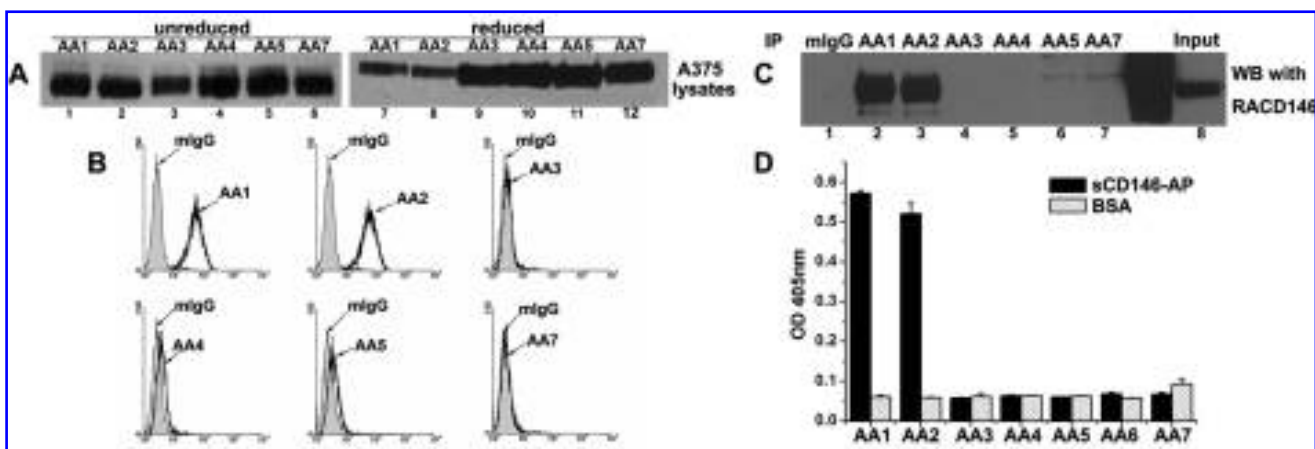 A
unreduced
AA1 AA2 AA3 AA4 AA5 AA7
1 2 3 4 5 6
reduced
AA1 AA2 AA3 AA4 AA5 AA7
7 8 9 10 11 12
A375
lysates
B
mIgG
AA1
mIgG
AA2
mIgG
AA3
mIgG
AA4
mIgG
AA5
mIgG
AA7
C
IP mIgG AA1 AA2 AA3 AA4 AA5 AA7 Input
WB with
RACD146
1 2 3 4 5 6 7 8
D
sCD146-AP
BSA
OD 405nm
0.6
0.5
0.4
0.3
0.2
0.1
0.0
AA1 AA2 AA3 AA4 AA5 AA6 AA7